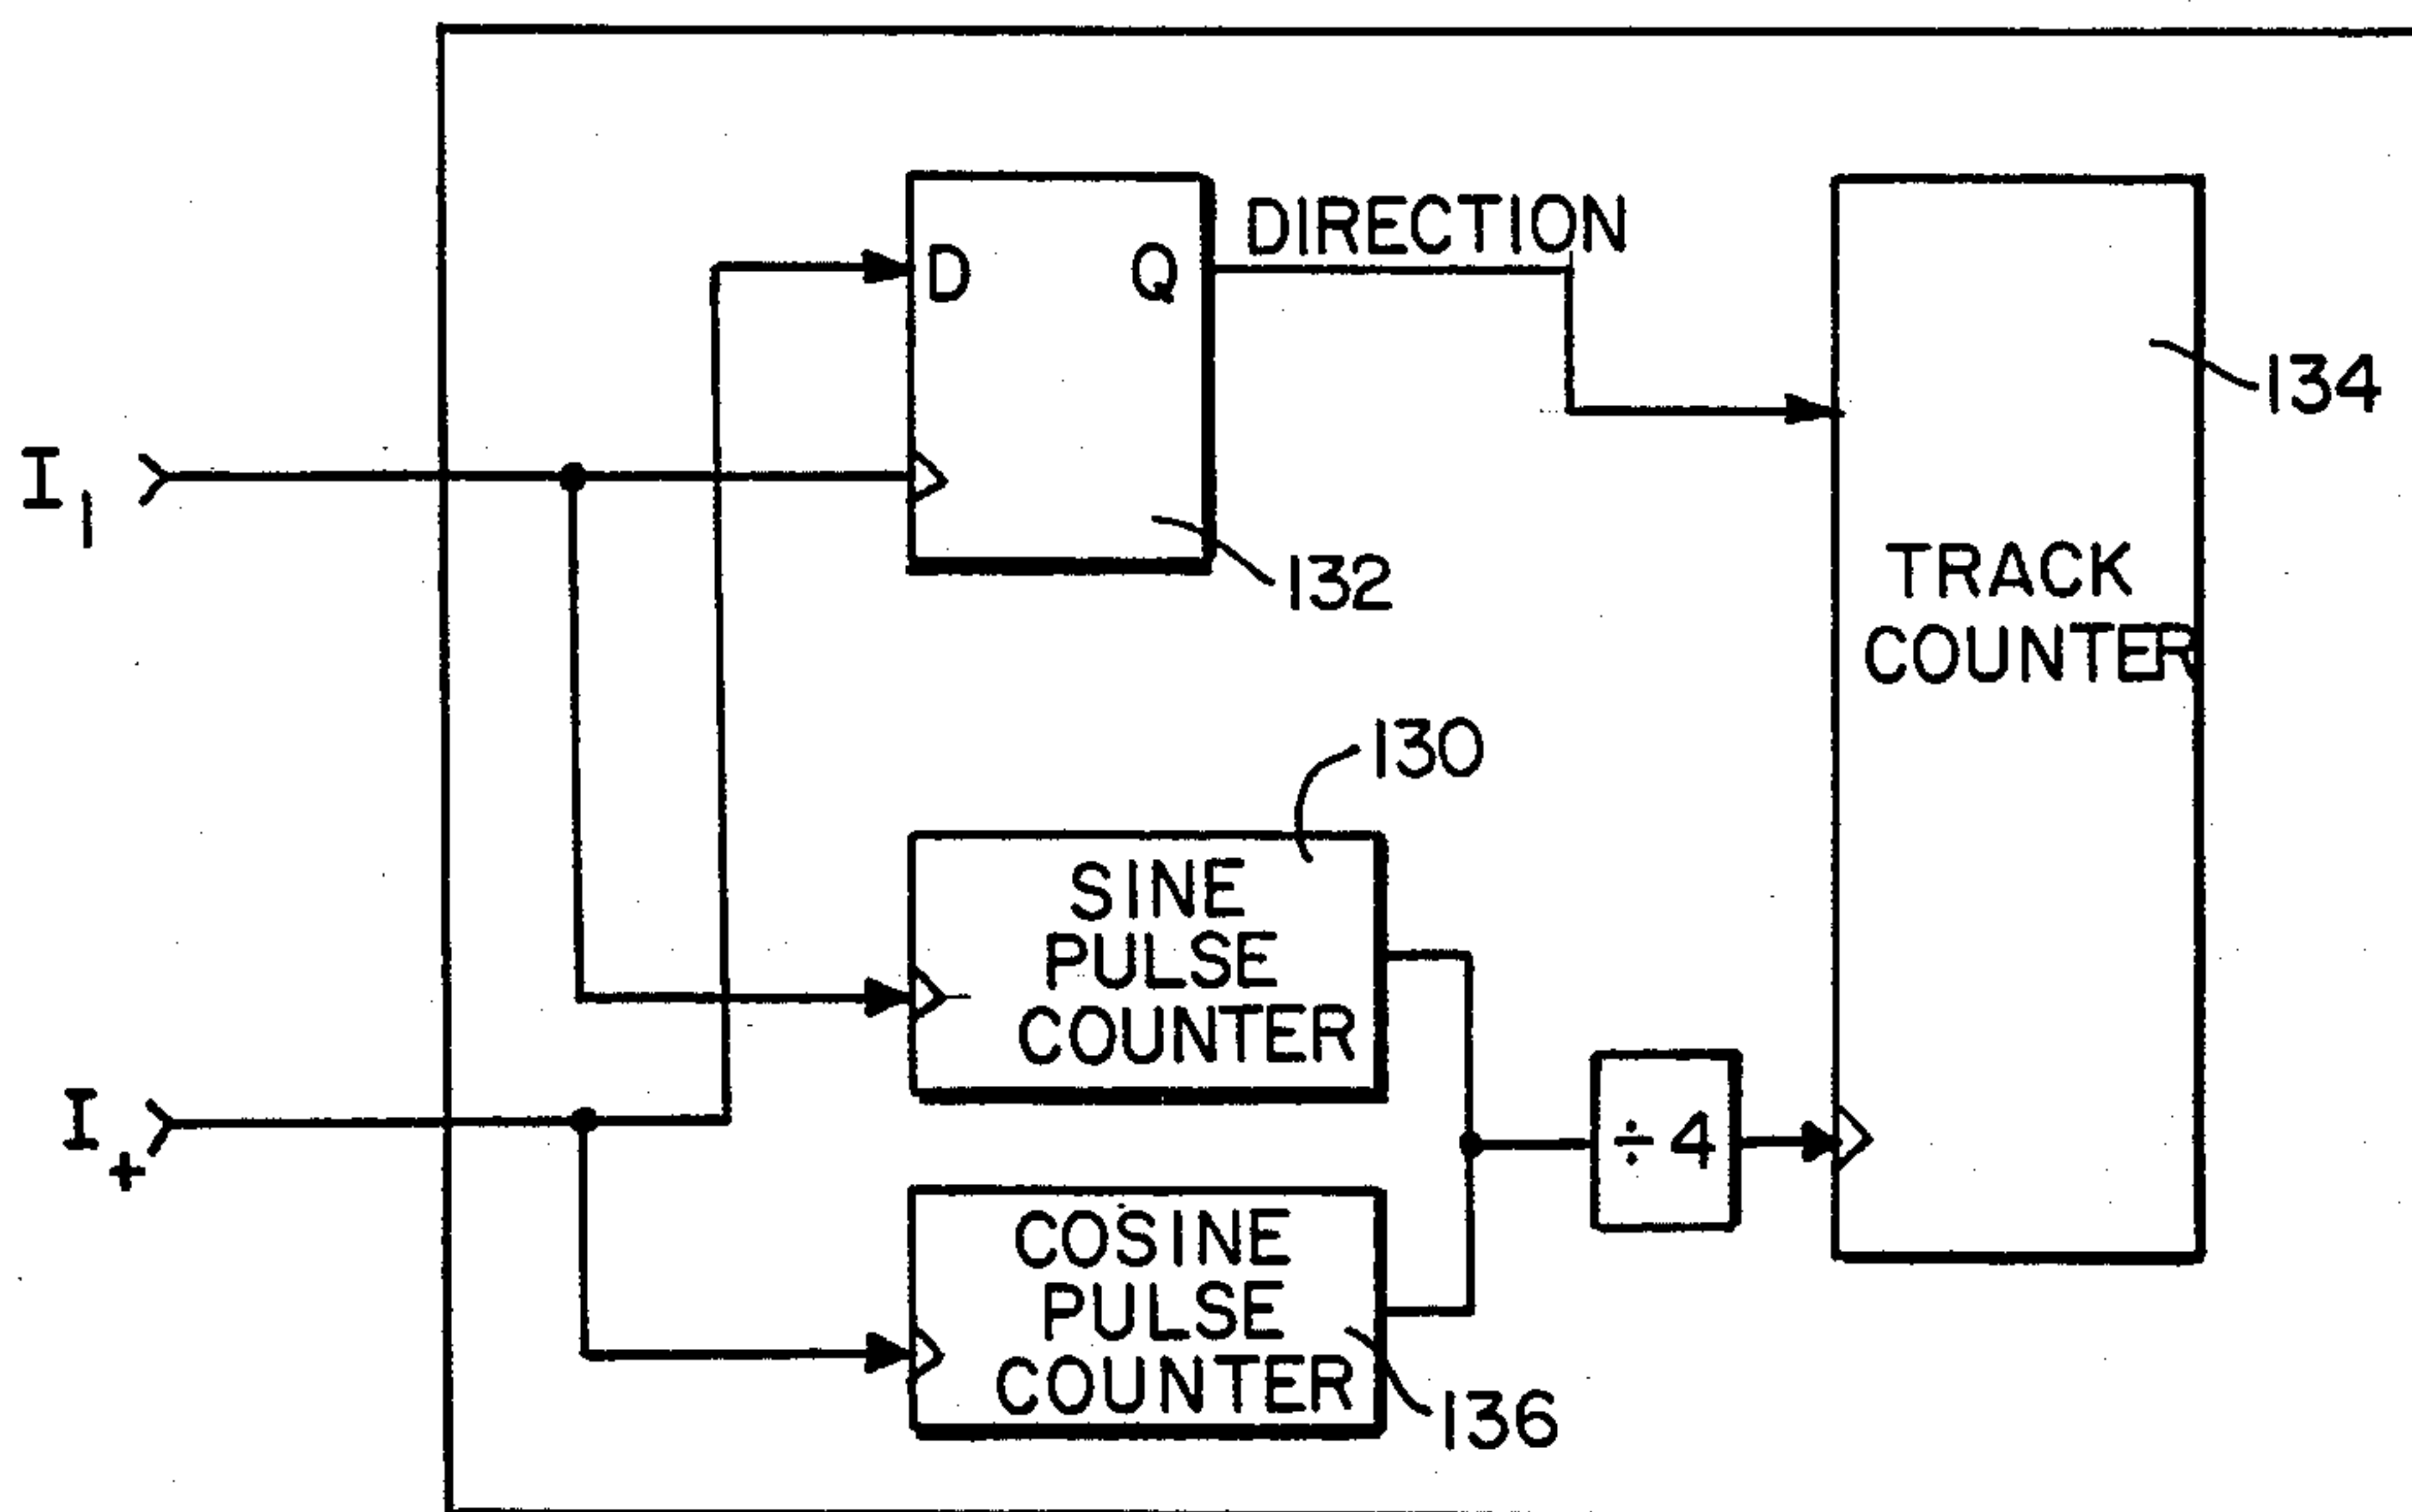 DIRECTION
D Q
I1
132
134
TRACK
COUNTER
130
SINE
PULSE
COUNTER
I+
÷4
COSINE
PULSE
COUNTER
136